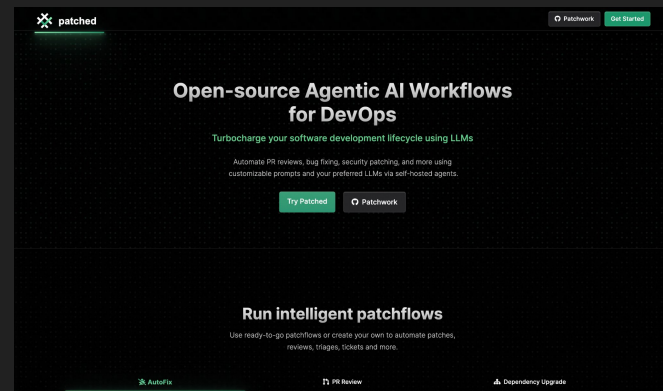 patched
Patchwork
Get Started
Open-source Agentic AI Workflows
for DevOps
Turbocharge your software development lifecycle using LLMs
Automate PR reviews, bug fixing, security patching, and more using
customizable prompts and your preferred LLMs via self-hosted agents.
Try Patched
Patchwork
Run intelligent patchflows
Use ready-to-go patchflows or create your own to automate patches,
reviews, triages, tickets and more.
AutoFix
PR Review
Dependency Upgrade